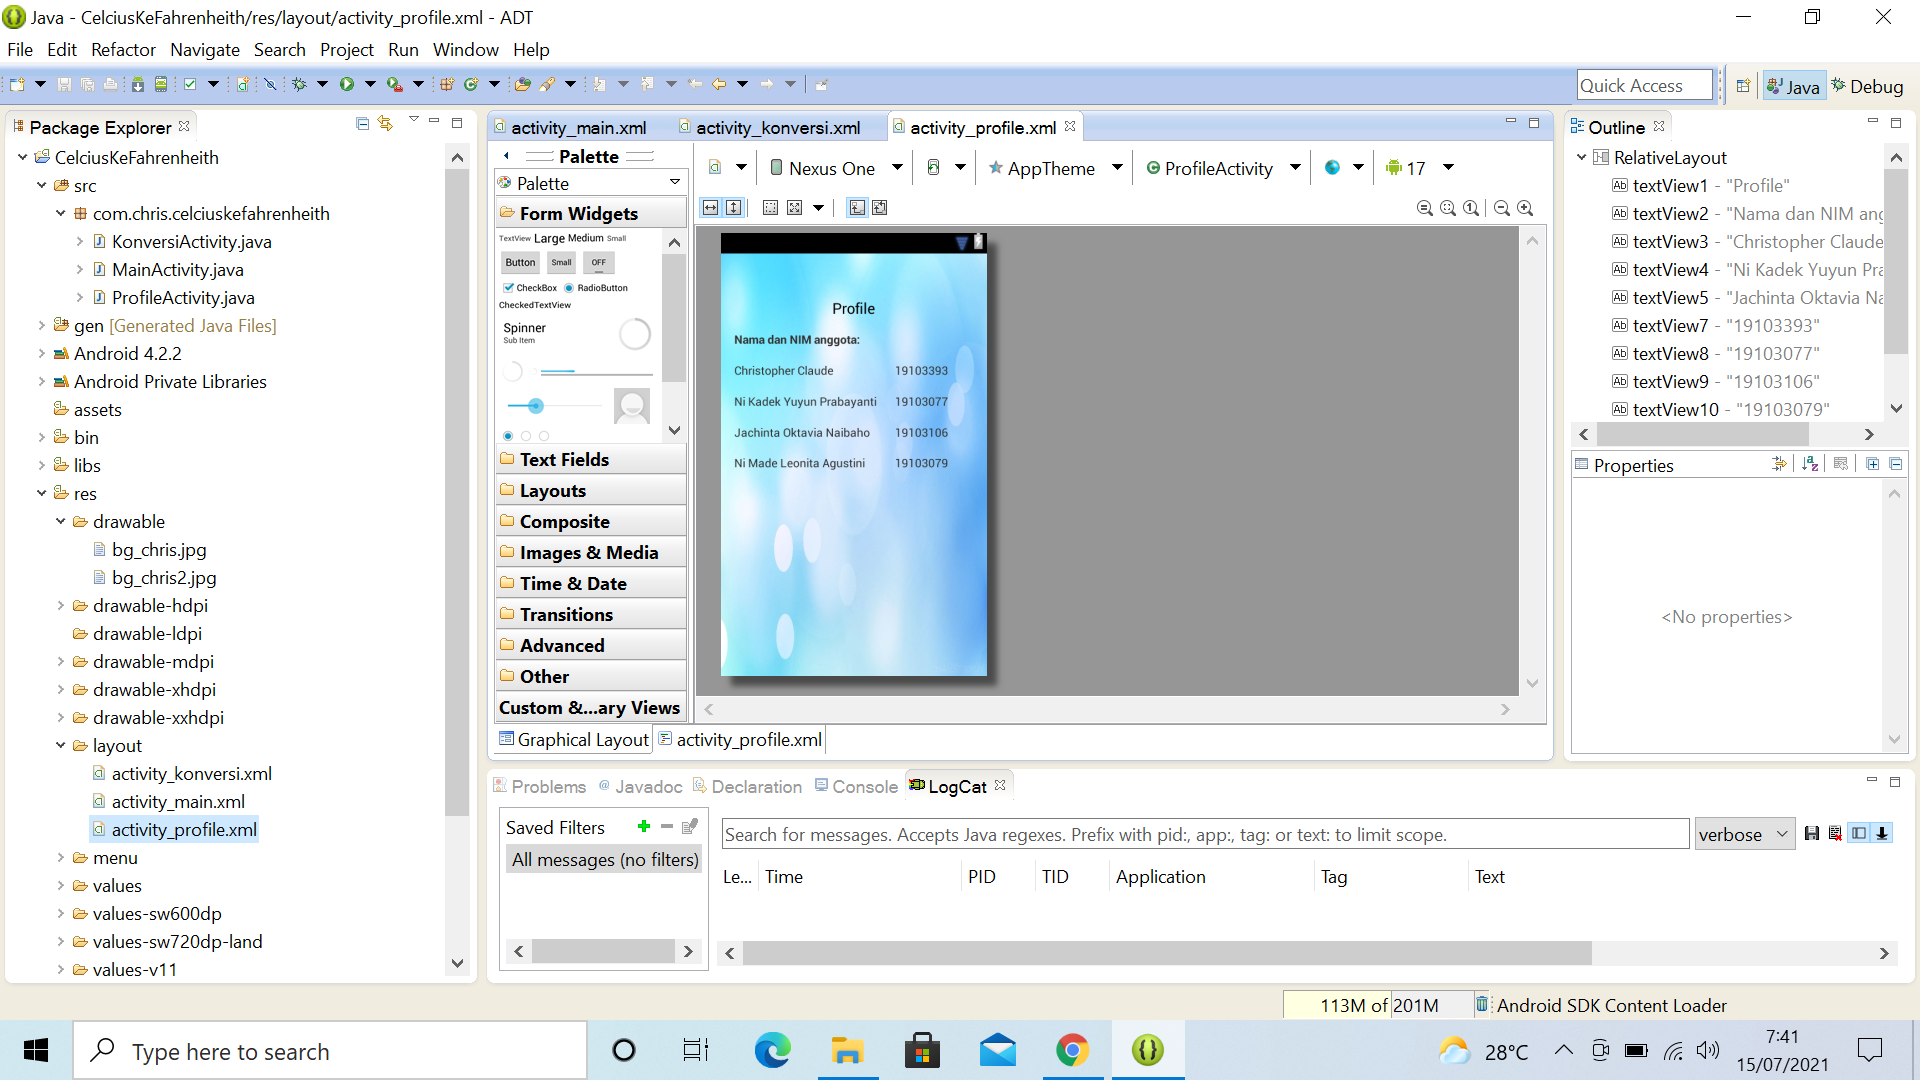 Java - CelciusKeFahrenheith/res/layout/activity_profile.xml - ADT
File Edit Refactor Navigate Search Project Run Window Help
Quick Access Java Debug
Package Explorer
CelciusKeFahrenheith
src
com.chris.celciuskefahrenheith
KonversiActivity.java
MainActivity.java
ProfileActivity.java
gen [Generated Java Files]
Android 4.2.2
Android Private Libraries
assets
bin
libs
res
drawable
bg_chris.jpg
bg_chris2.jpg
drawable-hdpi
drawable-ldpi
drawable-mdpi
drawable-xhdpi
drawable-xxhdpi
layout
activity_konversi.xml
activity_main.xml
activity_profile.xml
menu
values
values-sw600dp
values-sw720dp-land
values-v11
activity_main.xml activity_konversi.xml activity_profile.xml
Palette
Palette
Form Widgets
TextView Large Medium Small
Button Small OFF
CheckBox RadioButton
CheckedTextView
Spinner
Sub Item
Text Fields
Layouts
Composite
Images & Media
Time & Date
Transitions
Advanced
Other
Custom &...ary Views
Nexus One AppTheme ProfileActivity 17
Profile
Nama dan NIM anggota:
Christopher Claude 19103393
Ni Kadek Yuyun Prabayanti 19103077
Jachinta Oktavia Naibaho 19103106
Ni Made Leonita Agustini 19103079
Graphical Layout activity_profile.xml
Outline
RelativeLayout
textView1 - "Profile"
textView2 - "Nama dan NIM ang
textView3 - "Christopher Claude
textView4 - "Ni Kadek Yuyun Pra
textView5 - "Jachinta Oktavia Na
textView7 - "19103393"
textView8 - "19103077"
textView9 - "19103106"
textView10 - "19103079"
Properties
<No properties>
Problems @ Javadoc Declaration Console LogCat
Saved Filters
All messages (no filters)
Search for messages. Accepts Java regexes. Prefix with pid:, app:, tag: or text: to limit scope.
verbose
Le... Time PID TID Application Tag Text
113M of 201M Android SDK Content Loader
Type here to search
28°C
7:41
15/07/2021